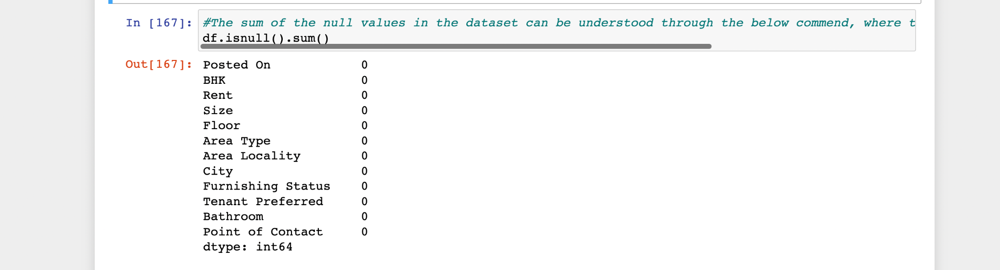 In [167]: #The sum of the null values in the dataset can be understood through the below commend, where t
df.isnull().sum()
Out[167]: Posted On 0
BHK 0
Rent 0
Size 0
Floor 0
Area Type 0
Area Locality 0
City 0
Furnishing Status 0
Tenant Preferred 0
Bathroom 0
Point of Contact 0
dtype: int64